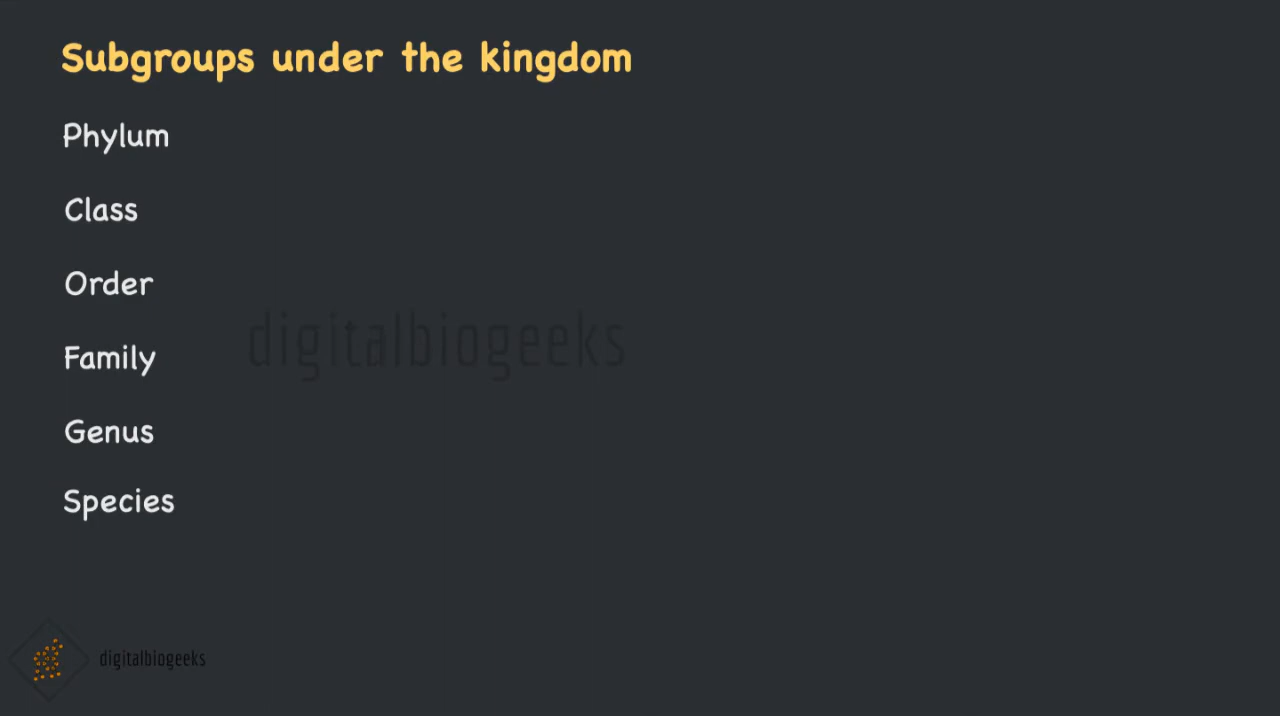 Subgroups under the kingdom
Phylum
Class
Order
Family
digitalbiogeeks
Genus
Species
digitalbiogeeks